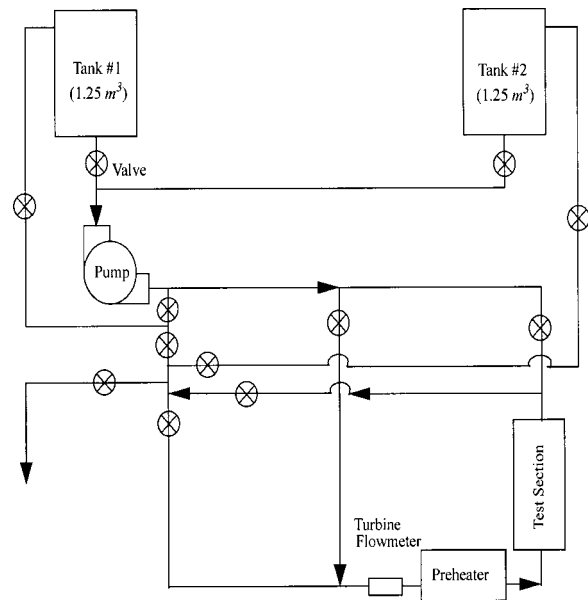 Tank #1
(1.25 m³)
Tank #2
(1.25 m³)
Valve
Pump
Test Section
Turbine
Flowmeter
Preheater